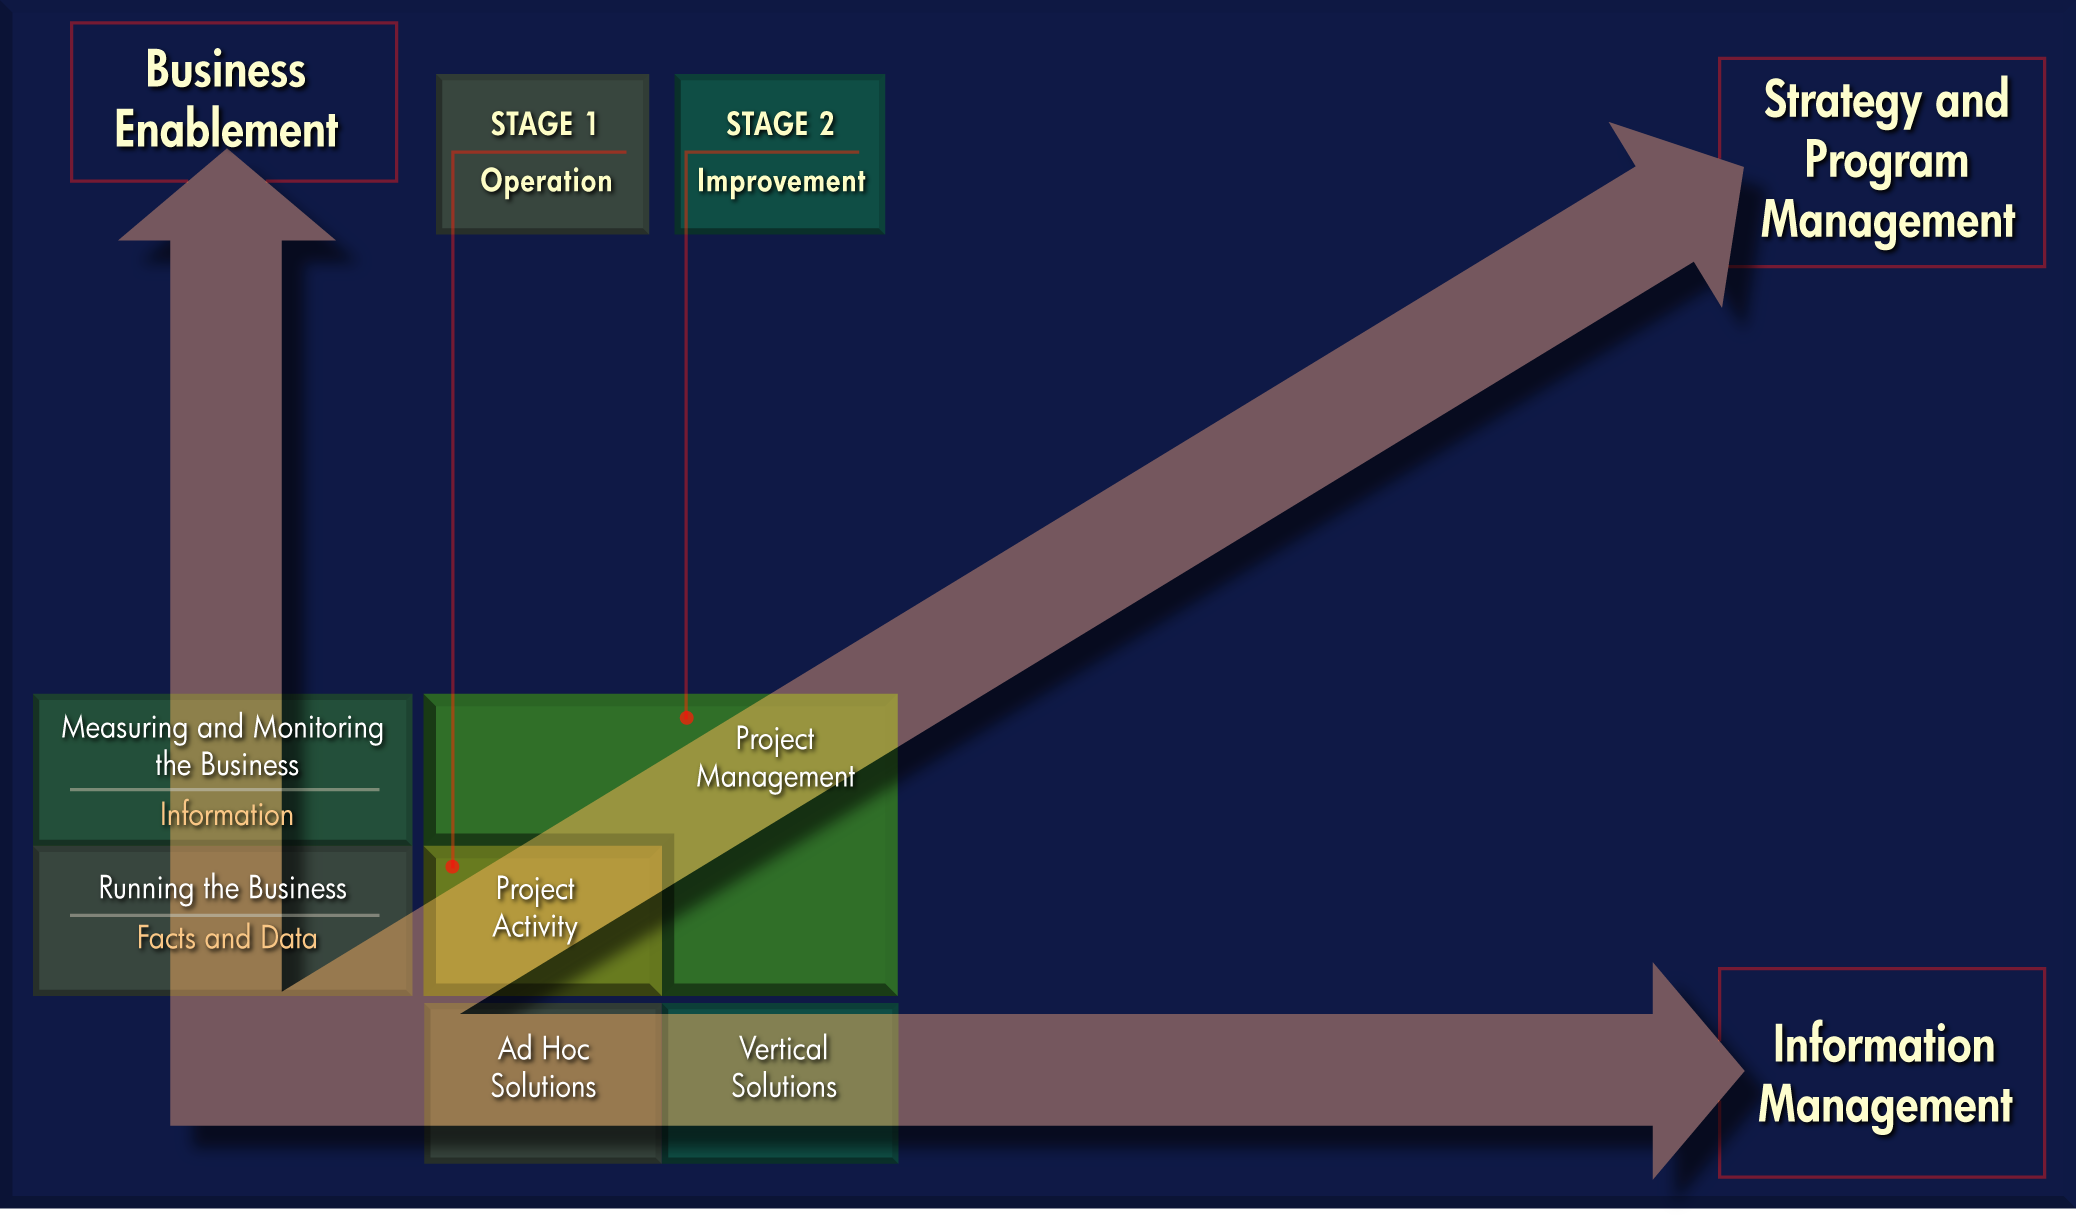 Business
Enablement
STAGE 1
Operation
STAGE 2
Improvement
Strategy and
Program
Management
Measuring and Monitoring
the Business
Information
Running the Business
Facts and Data
Project
Management
Project
Activity
Ad Hoc
Solutions
Vertical
Solutions
Information
Management